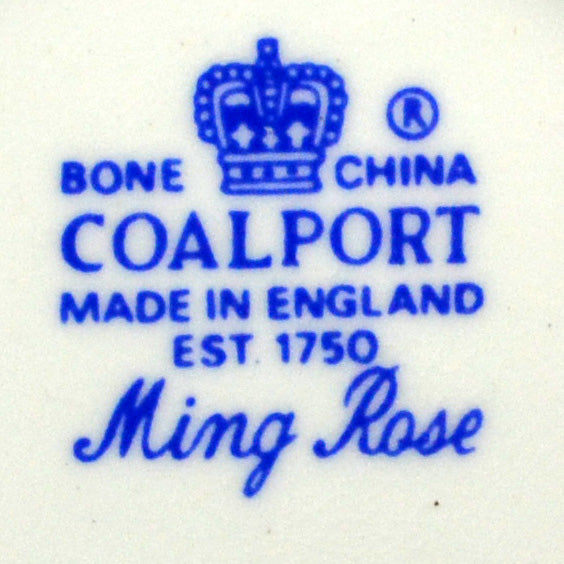 ®
BONE CHINA
COALPORT
MADE IN ENGLAND
EST. 1750
Ming Rose